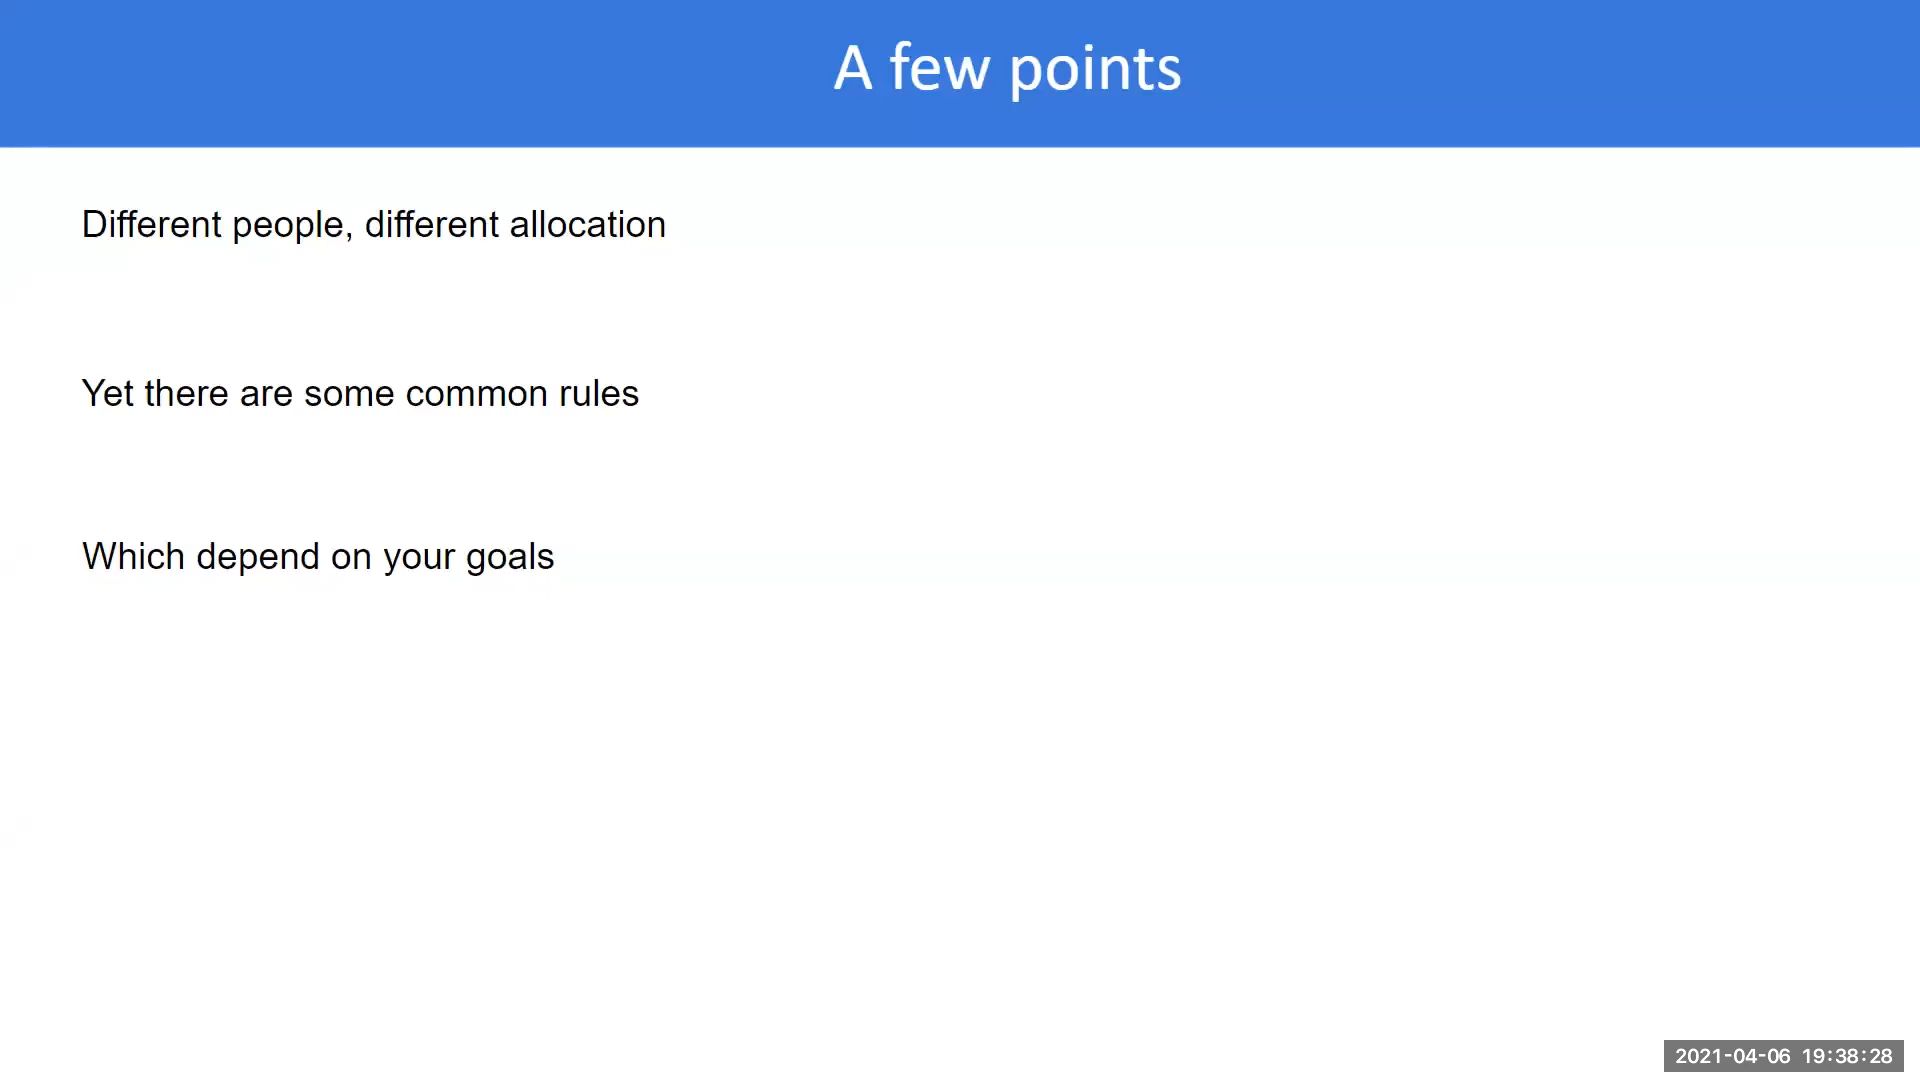 A few points
Different people, different allocation
Yet there are some common rules
Which depend on your goals
2021-04-06 19:38:28